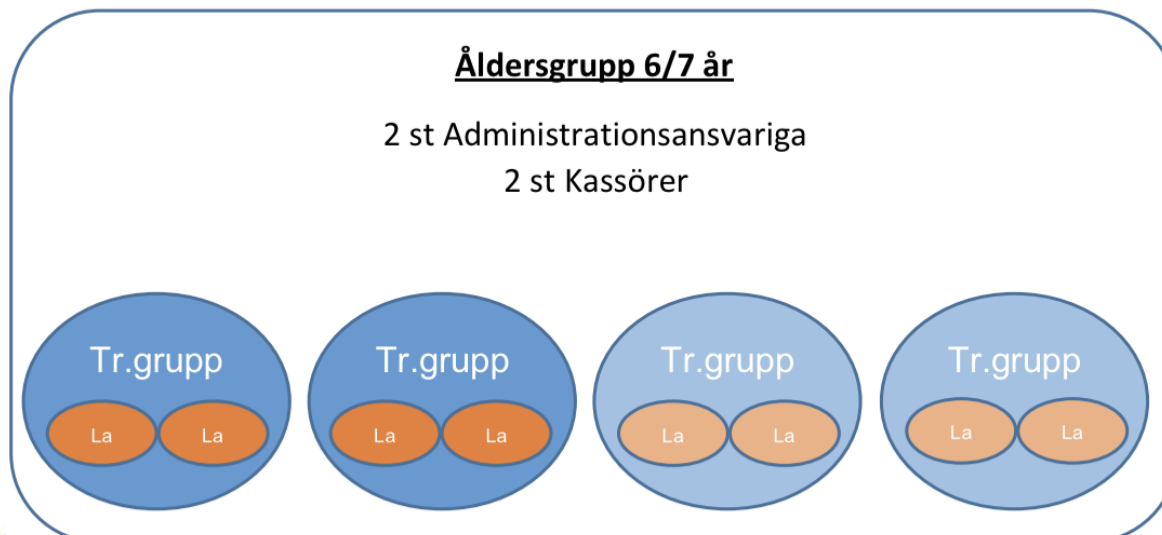 Åldersgrupp 6/7 år
2 st Administrationsansvariga
2 st Kassörer
Tr.grupp Tr.grupp Tr.grupp Tr.grupp
La La La La La La La La